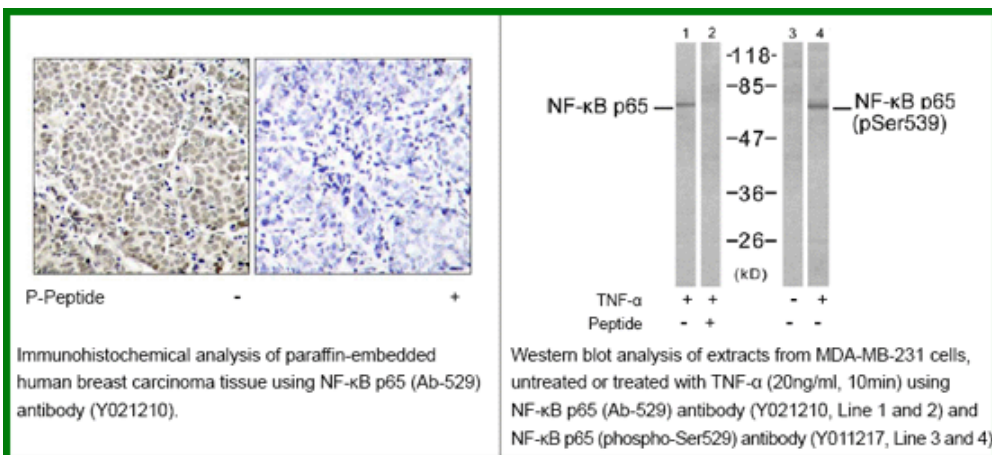 P-Peptide - +
Immunohistochemical analysis of paraffin-embedded
human breast carcinoma tissue using NF-κB p65 (Ab-529)
antibody (Y021210).
1 2 3 4
-118-
-85-
NF-κB p65
NF-κB p65
(pSer539)
-47-
-36-
-26-
(kD)
TNF-α + + - +
Peptide - + - -
Western blot analysis of extracts from MDA-MB-231 cells,
untreated or treated with TNF-α (20ng/ml, 10min) using
NF-κB p65 (Ab-529) antibody (Y021210, Line 1 and 2) and
NF-κB p65 (phospho-Ser529) antibody (Y011217, Line 3 and 4)